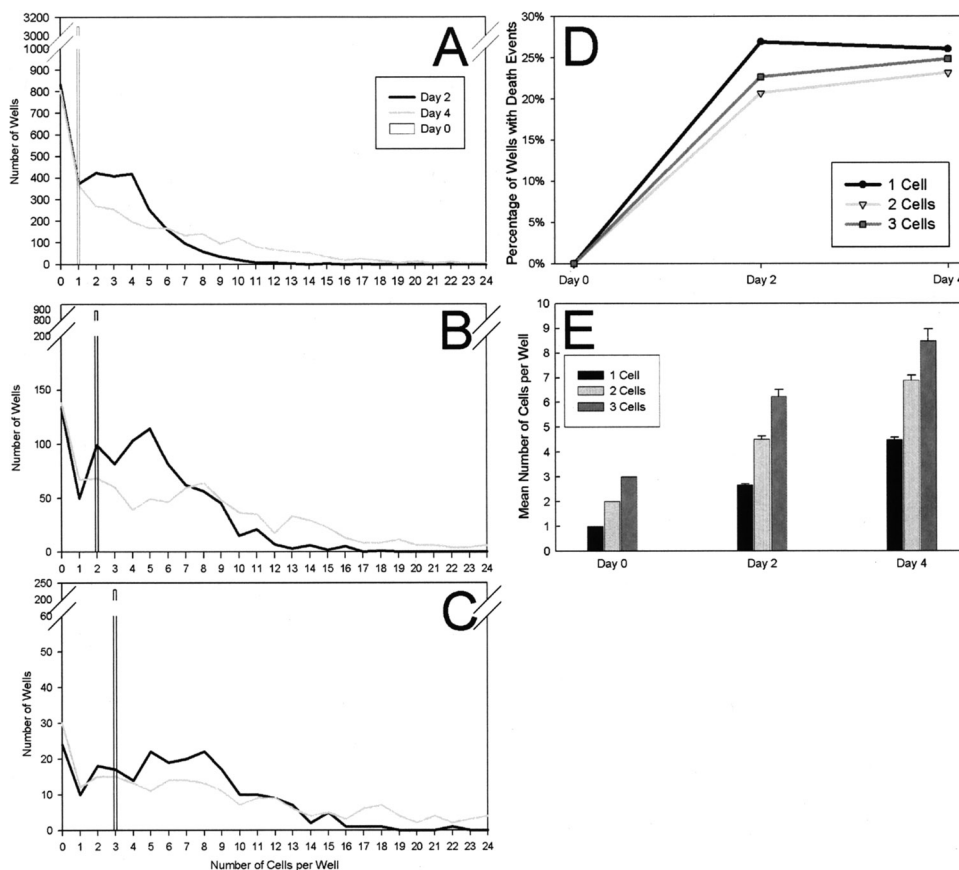 A
Number of Wells
3200
3000
1000
900
800
700
600
500
400
300
200
100
0
Day 2
Day 4
Day 0
0 1 2 3 4 5 6 7 8 9 10 11 12 13 14 15 16 17 18 19 20 21 22 23 24
B
Number of Wells
900
800
200
150
100
50
0
0 1 2 3 4 5 6 7 8 9 10 11 12 13 14 15 16 17 18 19 20 21 22 23 24
C
Number of Wells
250
200
60
50
40
30
20
10
0
0 1 2 3 4 5 6 7 8 9 10 11 12 13 14 15 16 17 18 19 20 21 22 23 24
Number of Cells per Well
D
Percentage of Wells with Death Events
30%
25%
20%
15%
10%
5%
0%
1 Cell
2 Cells
3 Cells
Day 0 Day 2 Day 4
E
Mean Number of Cells per Well
10
9
8
7
6
5
4
3
2
1
0
1 Cell
2 Cells
3 Cells
Day 0 Day 2 Day 4